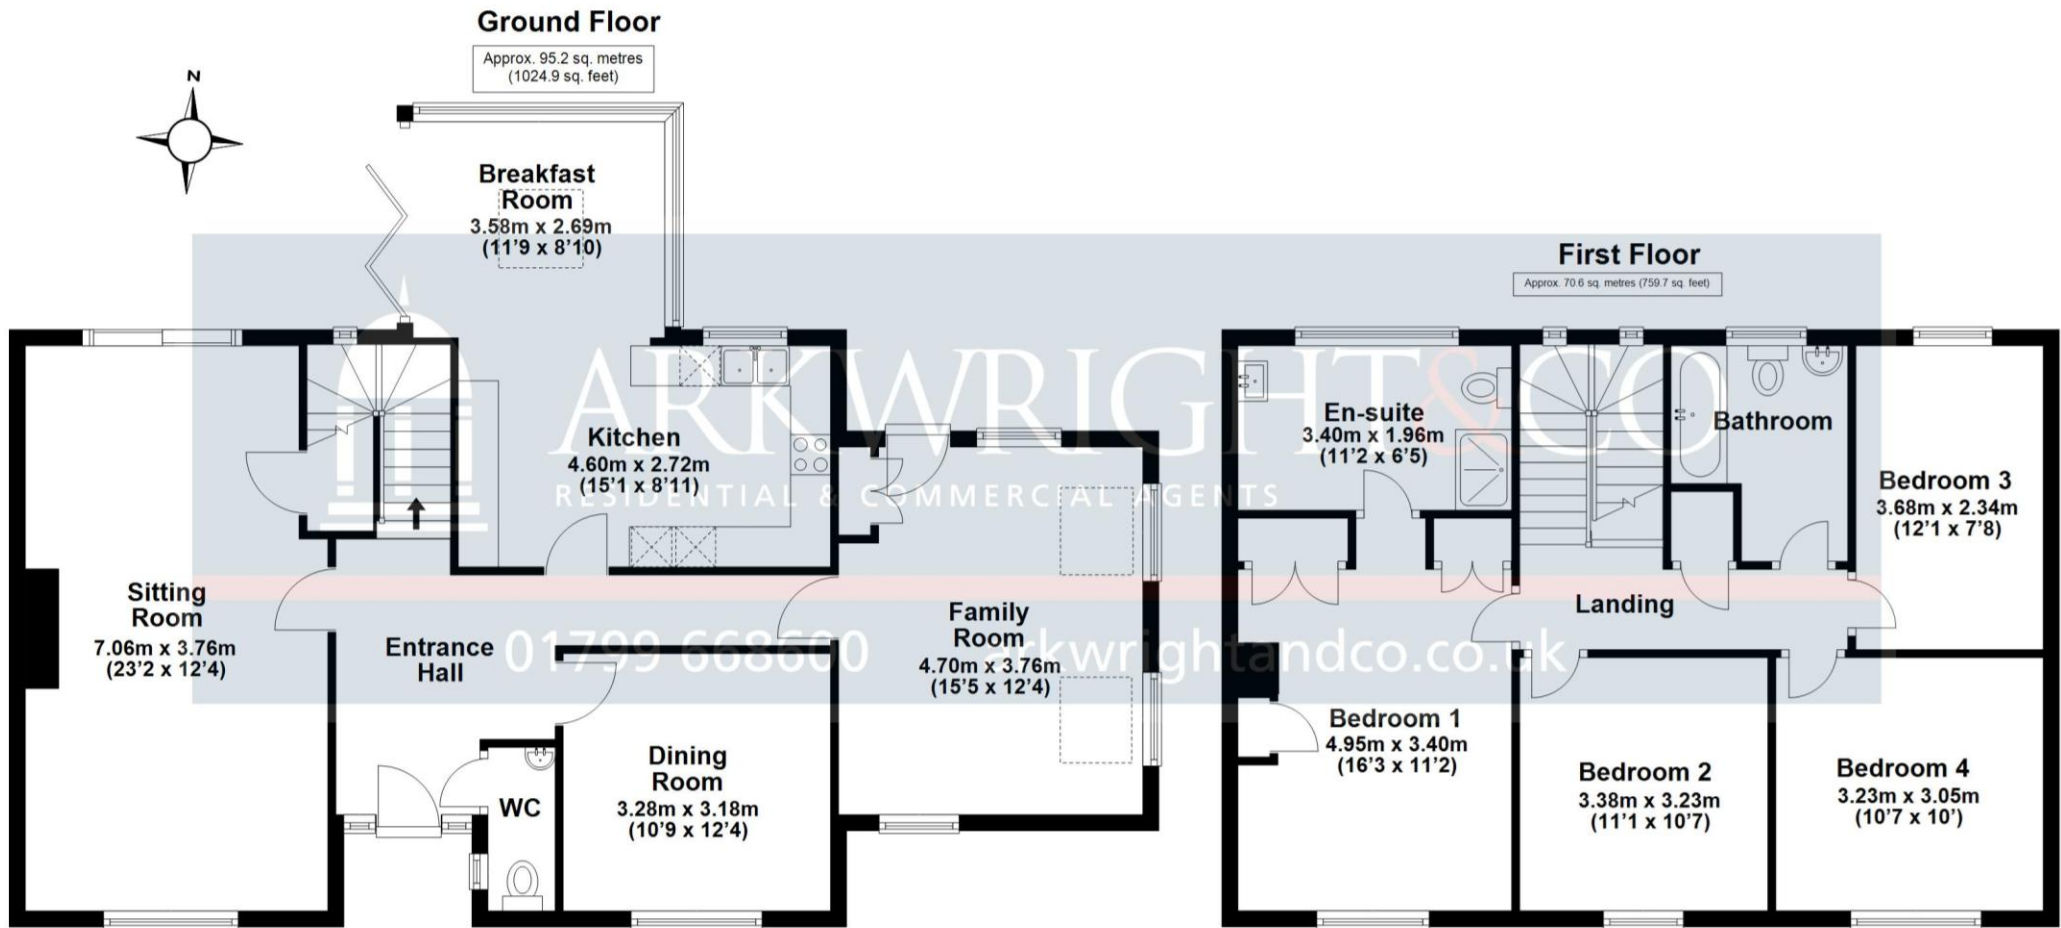 Ground Floor
Approx. 95.2 sq. metres
(1024.9 sq. feet)
N
Breakfast
Room
3.58m x 2.69m
(11'9 x 8'10)
First Floor
Approx. 70.6 sq. metres (759.7 sq. feet)
ARKWRIGHT&CO
RESIDENTIAL & COMMERCIAL AGENTS
01799 668600
arkwrightandco.co.uk
Kitchen
4.60m x 2.72m
(15'1 x 8'11)
Sitting
Room
7.06m x 3.76m
(23'2 x 12'4)
Entrance
Hall
Family
Room
4.70m x 3.76m
(15'5 x 12'4)
Dining
Room
3.28m x 3.18m
(10'9 x 12'4)
WC
En-suite
3.40m x 1.96m
(11'2 x 6'5)
Bathroom
Bedroom 3
3.68m x 2.34m
(12'1 x 7'8)
Landing
Bedroom 1
4.95m x 3.40m
(16'3 x 11'2)
Bedroom 2
3.38m x 3.23m
(11'1 x 10'7)
Bedroom 4
3.23m x 3.05m
(10'7 x 10')